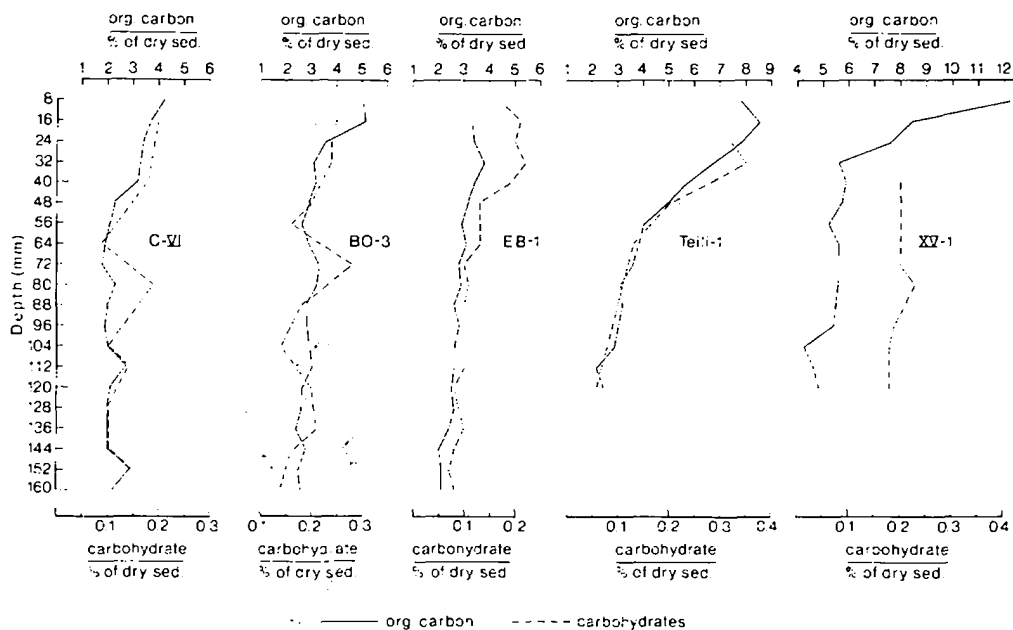 org. carbon org. carbon org carbon org carbon org carbon
% of dry sed. % of dry sed. % of dry sed. % of dry sed. % of dry sed.
1 2 3 4 5 6 1 2 3 4 5 6 1 2 3 4 5 6 1 2 3 4 5 6 7 8 9 4 5 6 7 8 9 10 11 12
Depth (mm)
8
16
24
32
40
48
56
64
72
80
88
96
104
112
120
128
136
144
152
160
C-VI BO-3 EB-1 Teili-1 XV-1
0.1 0.2 0.3 0.1 0.2 0.3 0.1 0.2 0.1 0.2 0.3 0.4 0.1 0.2 0.3 0.4
carbohydrate carbohydrate carbohydrate carbohydrate carbohydrate
% of dry sed. % of dry sed. % of dry sed. % of dry sed. % of dry sed.
org carbon carbohydrates